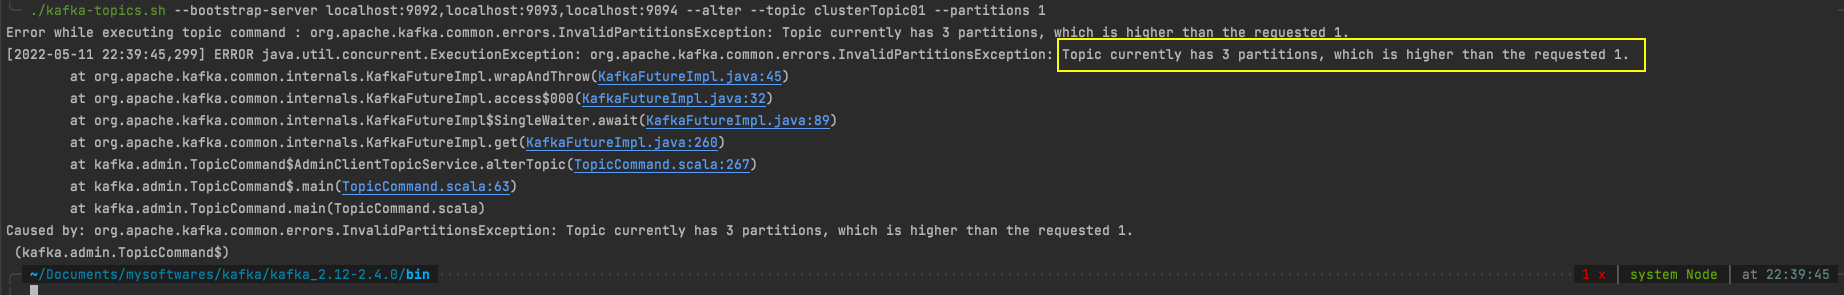 ./kafka-topics.sh --bootstrap-server localhost:9092,localhost:9093,localhost:9094 --alter --topic clusterTopic01 --partitions 1
Error while executing topic command : org.apache.kafka.common.errors.InvalidPartitionsException: Topic currently has 3 partitions, which is higher than the requested 1.
[2022-05-11 22:39:45,299] ERROR java.util.concurrent.ExecutionException: org.apache.kafka.common.errors.InvalidPartitionsException: Topic currently has 3 partitions, which is higher than the requested 1.
at org.apache.kafka.common.internals.KafkaFutureImpl.wrapAndThrow(KafkaFutureImpl.java:45)
at org.apache.kafka.common.internals.KafkaFutureImpl.access$000(KafkaFutureImpl.java:32)
at org.apache.kafka.common.internals.KafkaFutureImpl$SingleWaiter.await(KafkaFutureImpl.java:89)
at org.apache.kafka.common.internals.KafkaFutureImpl.get(KafkaFutureImpl.java:260)
at kafka.admin.TopicCommand$AdminClientTopicService.alterTopic(TopicCommand.scala:267)
at kafka.admin.TopicCommand$.main(TopicCommand.scala:63)
at kafka.admin.TopicCommand.main(TopicCommand.scala)
Caused by: org.apache.kafka.common.errors.InvalidPartitionsException: Topic currently has 3 partitions, which is higher than the requested 1.
(kafka.admin.TopicCommand$)
~/Documents/mysoftwares/kafka/kafka_2.12-2.4.0/bin 1 x system Node at 22:39:45